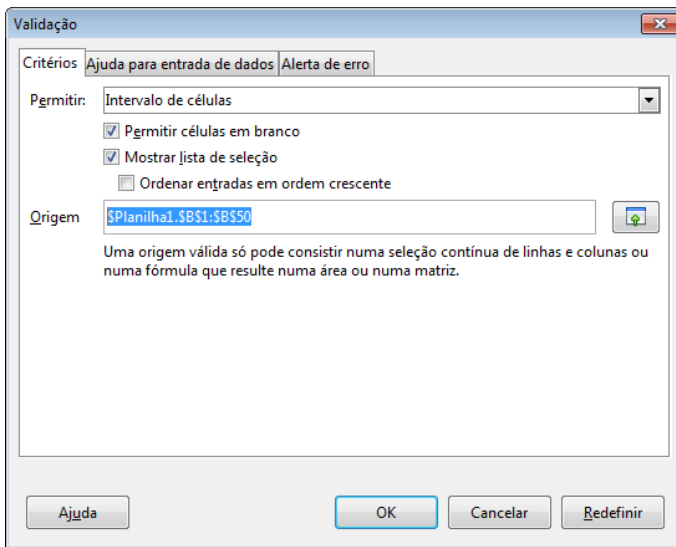 Validação
Critérios Ajuda para entrada de dados Alerta de erro
Permitir: Intervalo de células
Permitir células em branco
Mostrar lista de seleção
Ordenar entradas em ordem crescente
Origem $Planilha1.$B$1:$B$50
Uma origem válida só pode consistir numa seleção contínua de linhas e colunas ou
numa fórmula que resulte numa área ou numa matriz.
Ajuda OK Cancelar Redefinir